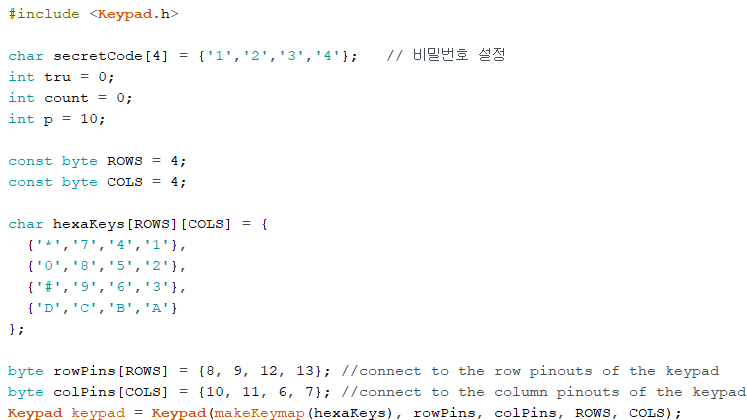 #include <Keypad.h>
char secretCode[4] = {'1','2','3','4'};   // 비밀번호 설정
int tru = 0;
int count = 0;
int p = 10;
const byte ROWS = 4;
const byte COLS = 4;
char hexaKeys[ROWS][COLS] = {
  {'*','7','4','1'},
  {'0','8','5','2'},
  {'#','9','6','3'},
  {'D','C','B','A'}
};
byte rowPins[ROWS] = {8, 9, 12, 13}; //connect to the row pinouts of the keypad
byte colPins[COLS] = {10, 11, 6, 7}; //connect to the column pinouts of the keypad
Keypad keypad = Keypad(makeKeymap(hexaKeys), rowPins, colPins, ROWS, COLS);